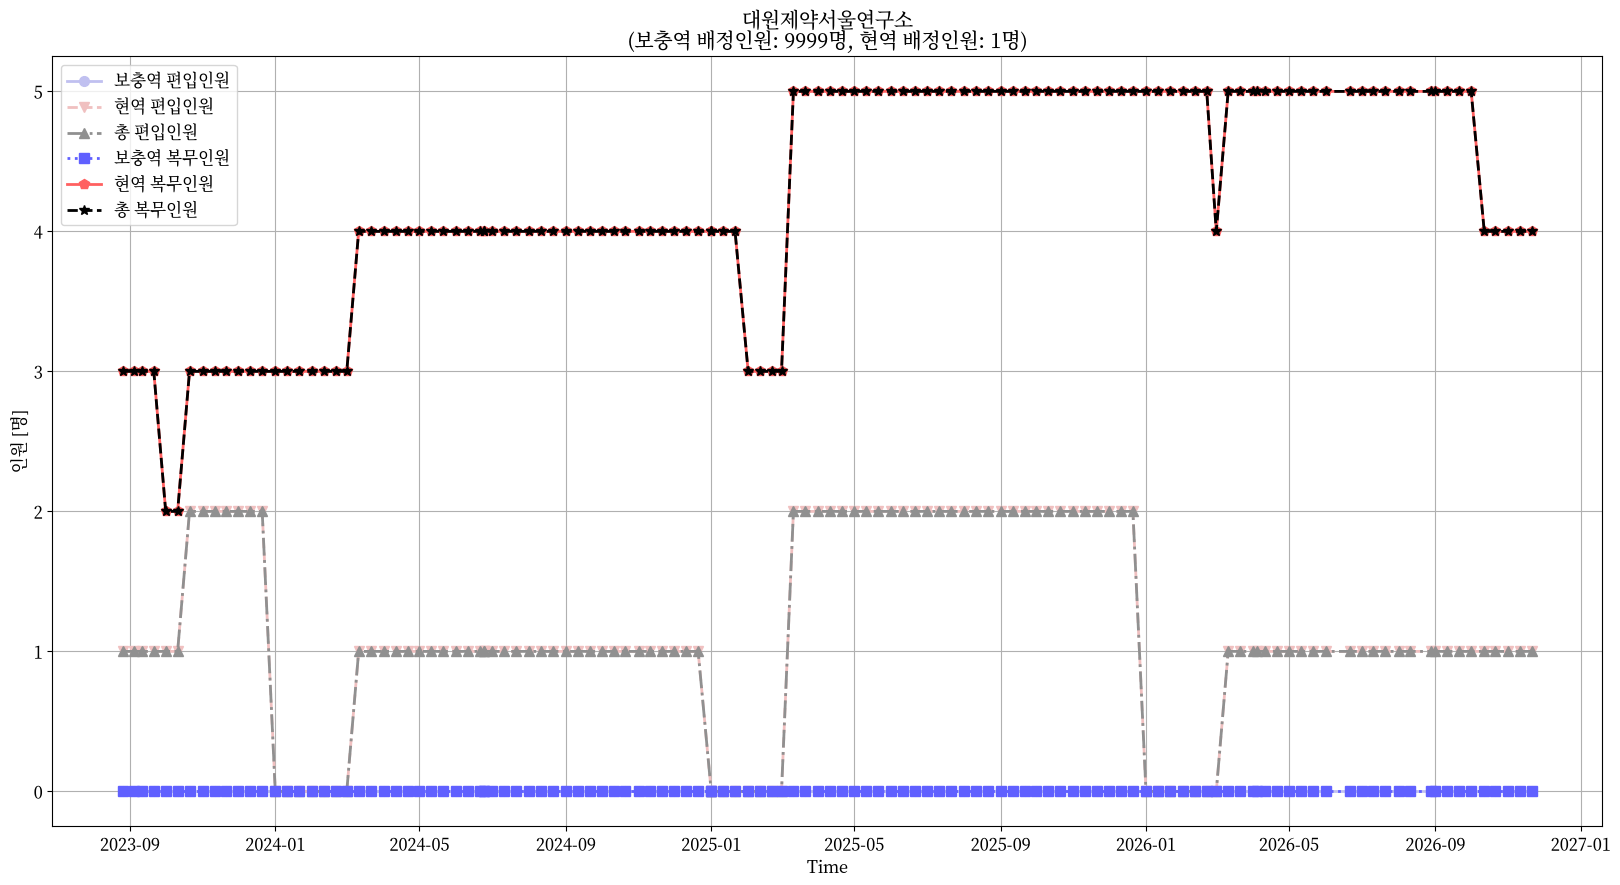 대원제약서울연구소
(보충역 배정인원: 9999명, 현역 배정인원: 1명)
보충역 편입인원
현역 편입인원
총 편입인원
보충역 복무인원
현역 복무인원
총 복무인원
인원 [명]
5
4
3
2
1
0
2023-09
2024-01
2024-05
2024-09
2025-01
2025-05
2025-09
2026-01
2026-05
2026-09
2027-01
Time